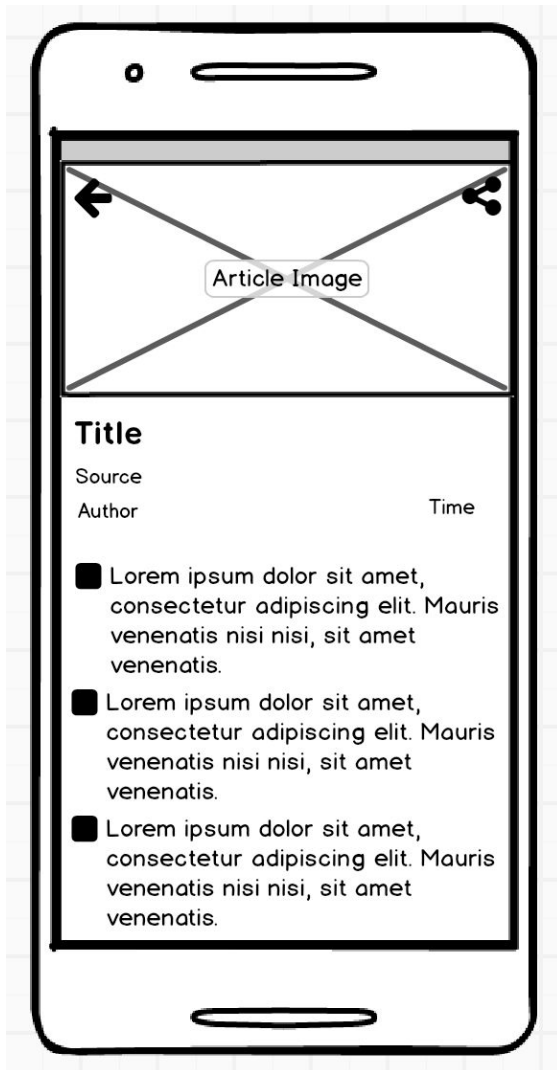 Article Image
Title
Source
Author
Time
Lorem ipsum dolor sit amet,
consectetur adipiscing elit. Mauris
venenatis nisi nisi, sit amet
venenatis.
Lorem ipsum dolor sit amet,
consectetur adipiscing elit. Mauris
venenatis nisi nisi, sit amet
venenatis.
Lorem ipsum dolor sit amet,
consectetur adipiscing elit. Mauris
venenatis nisi nisi, sit amet
venenatis.